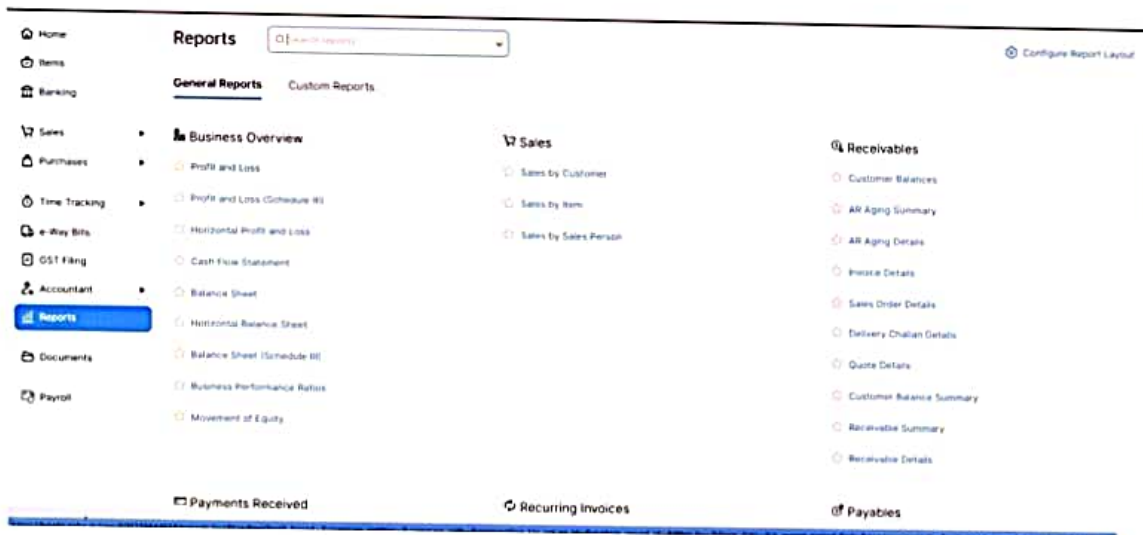 Home
Items
Banking
Sales
Purchases
Time Tracking
e-Way Bills
GST Filing
Accountant
Reports
Documents
Payroll
Reports
Search reports
Configure Report Layout
General Reports
Custom Reports
Business Overview
Profit and Loss
Profit and Loss (Schedule III)
Horizontal Profit and Loss
Cash Flow Statement
Balance Sheet
Horizontal Balance Sheet
Balance Sheet (Schedule III)
Business Performance Ratios
Movement of Equity
Sales
Sales by Customer
Sales by Item
Sales by Sales Person
Receivables
Customer Balances
AR Aging Summary
AR Aging Details
Invoice Details
Sales Order Details
Delivery Challan Details
Quote Details
Customer Balance Summary
Receivable Summary
Receivable Details
Payments Received
Recurring Invoices
Payables